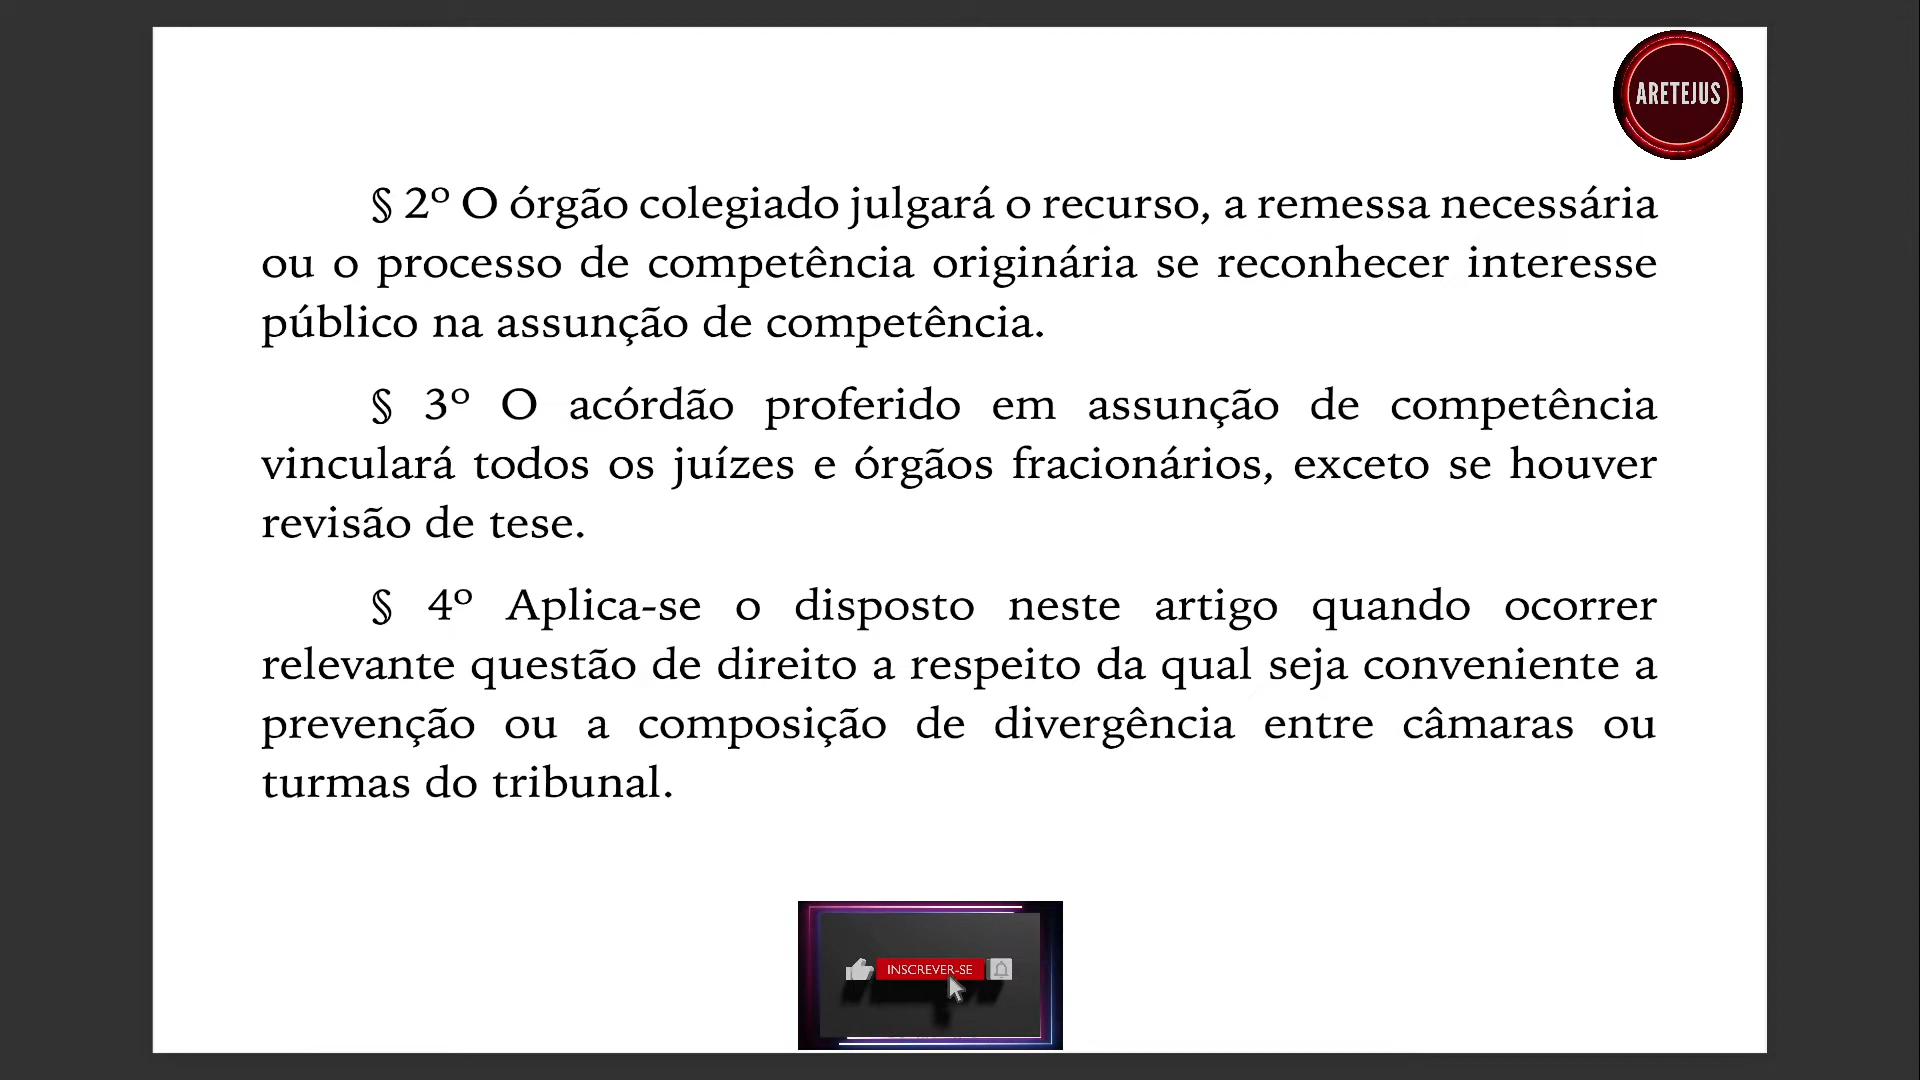 ARETEJUS
§ 2º O órgão colegiado julgará o recurso, a remessa necessária
ou o processo de competência originária se reconhecer interesse
público na assunção de competência.
§ 3º O acórdão proferido em assunção de competência
vinculará todos os juízes e órgãos fracionários, exceto se houver
revisão de tese.
§ 4º Aplica-se o disposto neste artigo quando ocorrer
relevante questão de direito a respeito da qual seja conveniente a
prevenção ou a composição de divergência entre câmaras ou
turmas do tribunal.
INSCREVER-SE